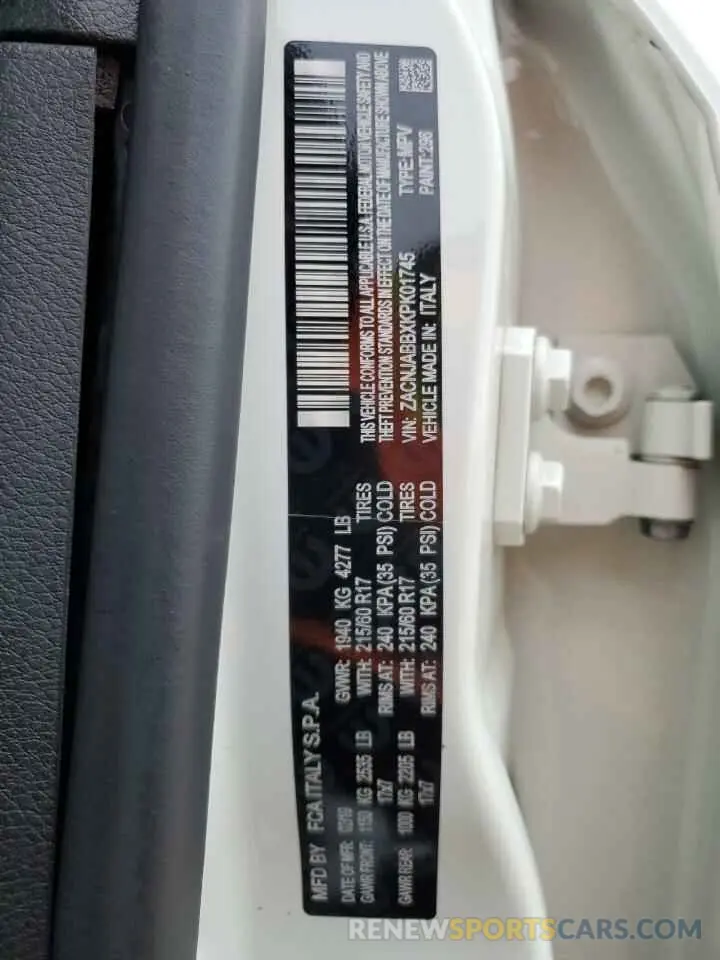 MFD BY FCA ITALY S.P.A.
DATE OF MFR: GVWR: 1940 KG 4277 LB
GAWR FRONT: 1150 KG 2535 LB WITH: 215/60 R17 TIRES
17x7 RIMS AT: 240 KPA (35 PSI) COLD
GAWR REAR: 1000 KG 2205 LB WITH: 215/60 R17 TIRES
17x7 RIMS AT: 240 KPA (35 PSI) COLD
THIS VEHICLE CONFORMS TO ALL APPLICABLE U.S.A. FEDERAL MOTOR VEHICLE SAFETY AND
THEFT PREVENTION STANDARDS IN EFFECT ON THE DATE OF MANUFACTURE SHOWN ABOVE
VIN: ZACNJABBXKPK01745 TYPE: MPV
VEHICLE MADE IN: ITALY PAINT: 296
RENEWSPORTSCARS.COM